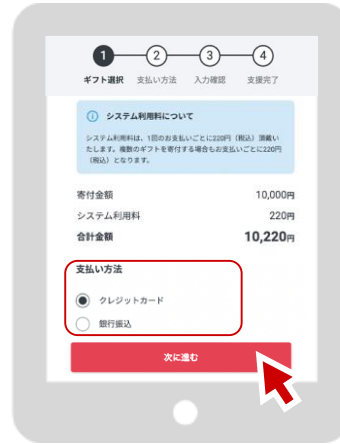 1 2 3 4
ギフト選択 支払い方法 入力確認 支援完了
システム利用料について
システム利用料は、1回のお支払いごとに220円（税込）頂戴い
たします。複数のギフトを寄付する場合もお支払いごとに220円
（税込）となります。
寄付金額 10,000円
システム利用料 220円
合計金額 10,220円
支払い方法
クレジットカード
銀行振込
次に進む